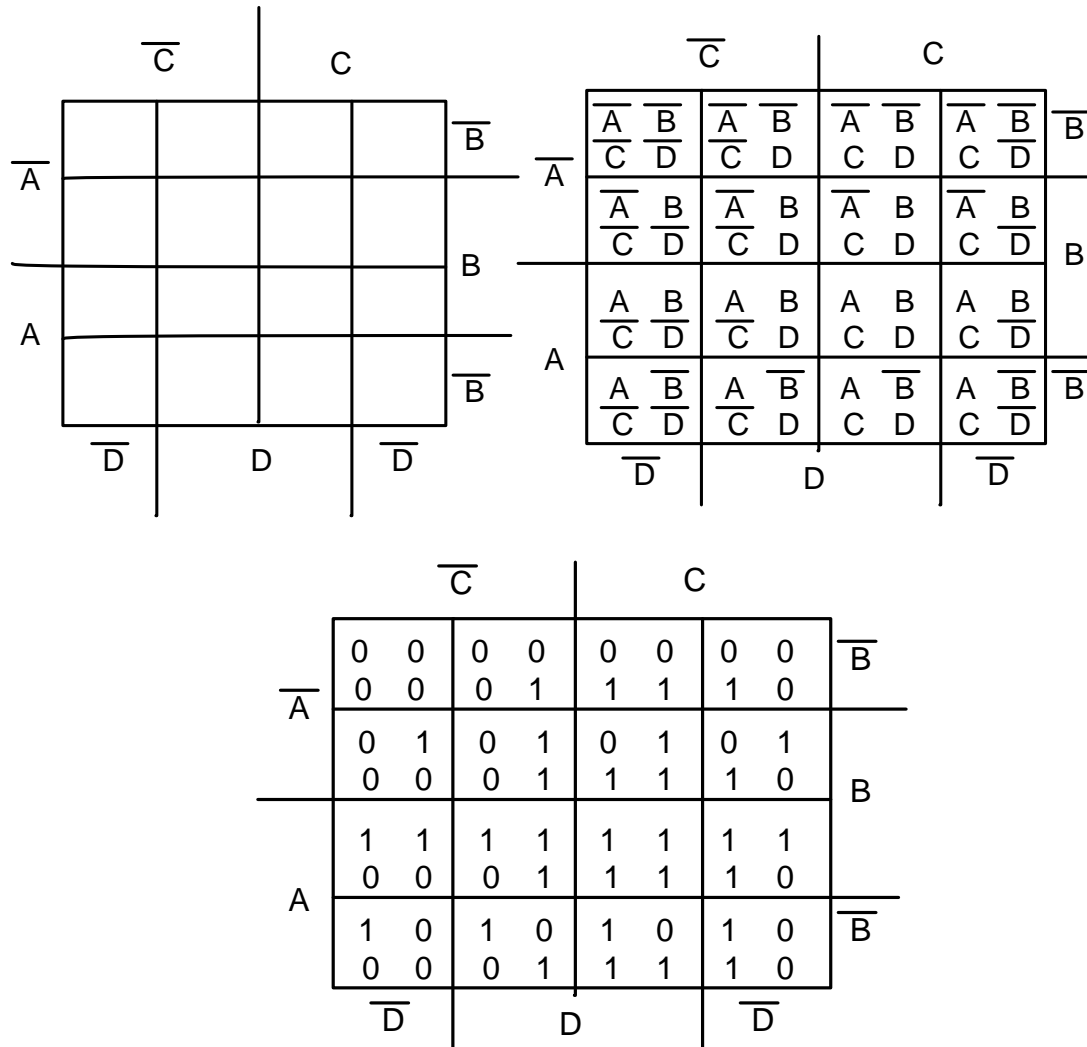 C̅ C
B̅
A̅
B
A
B̅
D̅ D D̅
C̅ C
A̅ B̅ A̅ B̅ A̅ B̅ A̅ B̅ B̅
C̅ D̅ C̅ D C D C D̅
A̅
A̅ B A̅ B A̅ B A̅ B
C̅ D̅ C̅ D C D C D̅
B
A B A B A B A B
C̅ D̅ C̅ D C D C D̅
A
A B̅ A B̅ A B̅ A B̅ B̅
C̅ D̅ C̅ D C D C D̅
D̅ D D̅
C̅ C
0 0 0 0 0 0 0 0 B̅
0 0 0 1 1 1 1 0
A̅
0 1 0 1 0 1 0 1
0 0 0 1 1 1 1 0
B
1 1 1 1 1 1 1 1
0 0 0 1 1 1 1 0
A
1 0 1 0 1 0 1 0 B̅
0 0 0 1 1 1 1 0
D̅ D D̅